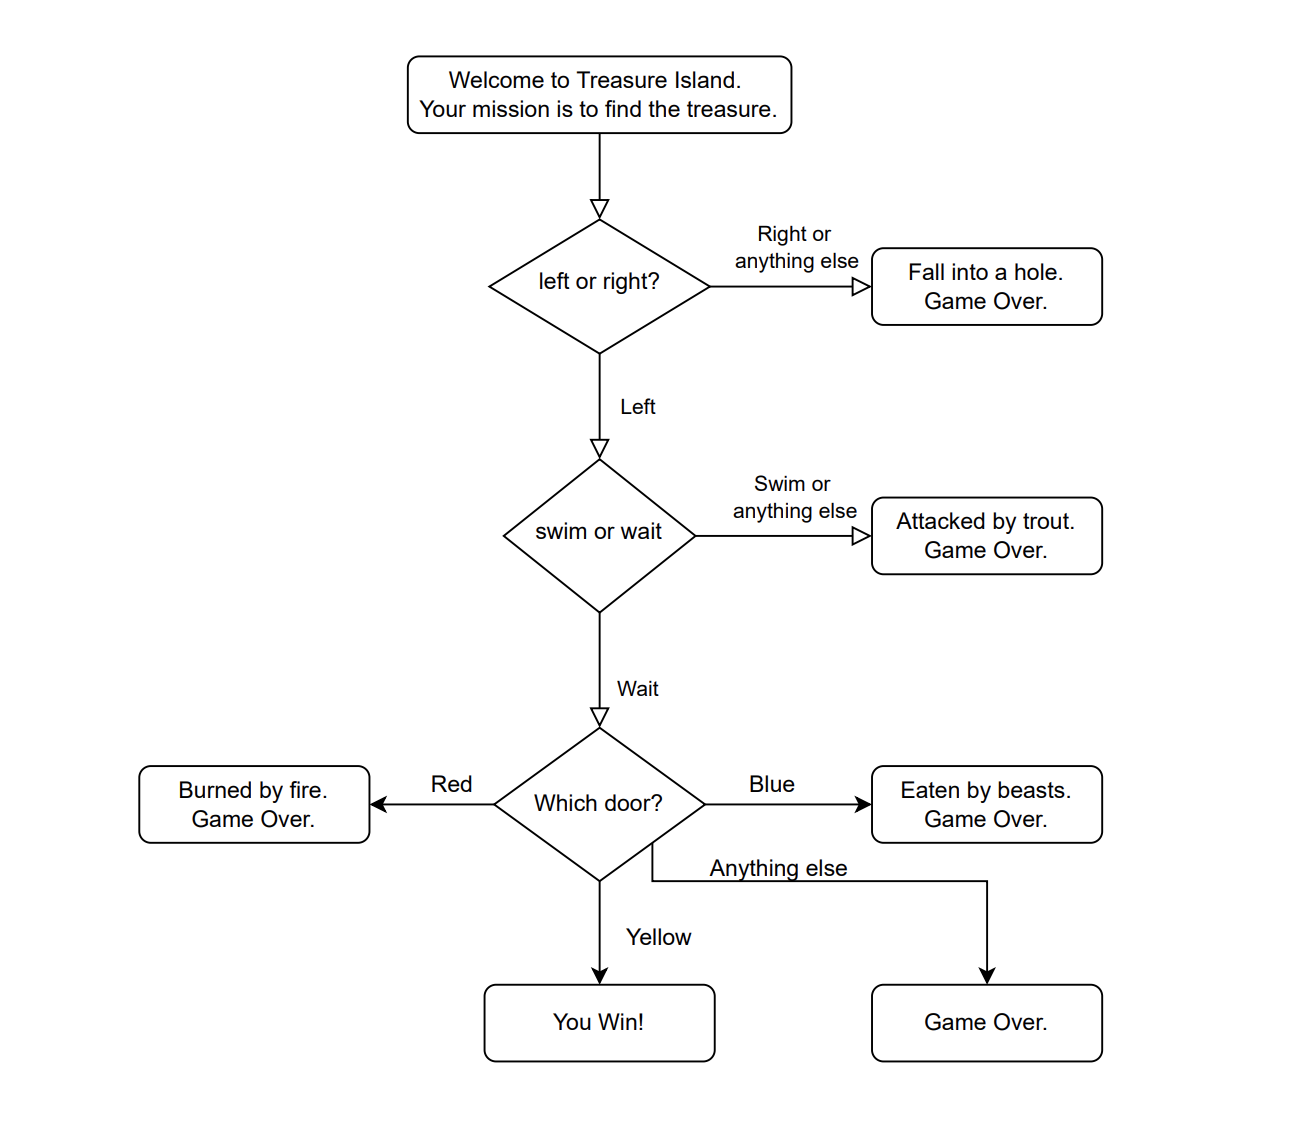 Welcome to Treasure Island.
Your mission is to find the treasure.
left or right?
Right or
anything else
Fall into a hole.
Game Over.
Left
swim or wait
Swim or
anything else
Attacked by trout.
Game Over.
Wait
Which door?
Red
Burned by fire.
Game Over.
Blue
Eaten by beasts.
Game Over.
Anything else
Yellow
You Win!
Game Over.